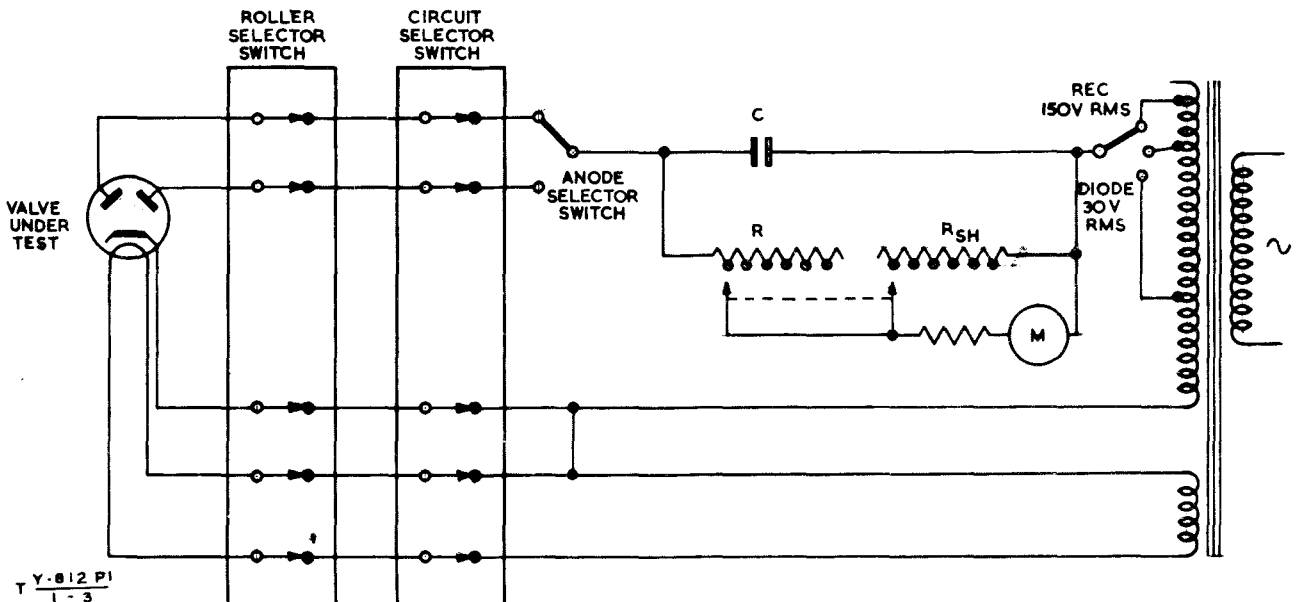 ROLLER
SELECTOR
SWITCH
CIRCUIT
SELECTOR
SWITCH
VALVE
UNDER
TEST
ANODE
SELECTOR
SWITCH
C
R
RSH
M
REC
150V RMS
DIODE
30V
RMS
~
T Y-812 P1
1-3